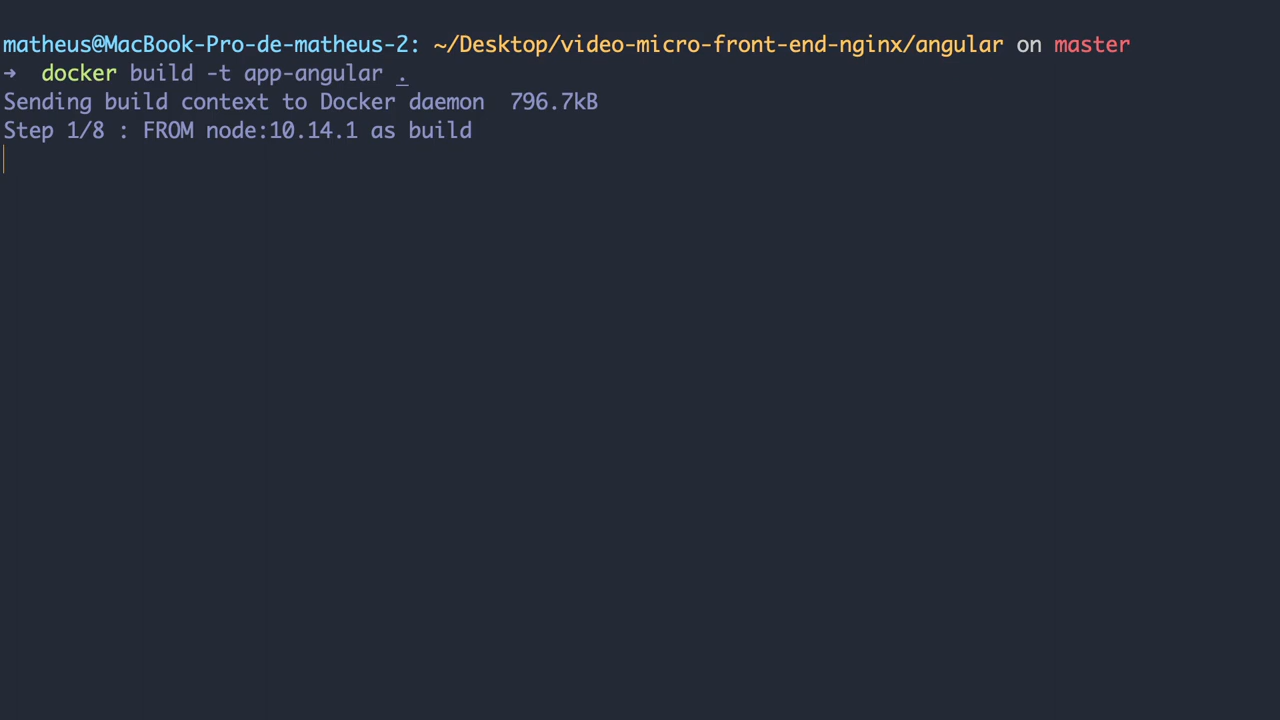 matheus@MacBook-Pro-de-matheus-2: ~/Desktop/video-micro-front-end-nginx/angular on master
➜  docker build -t app-angular .
Sending build context to Docker daemon  796.7kB
Step 1/8 : FROM node:10.14.1 as build